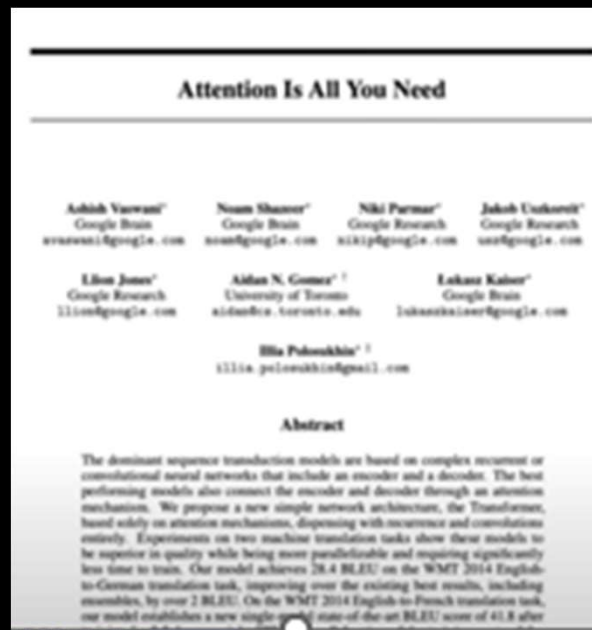 Attention Is All You Need
Ashish Vaswani* Noam Shazeer* Niki Parmar* Jakob Uszkoreit*
Google Brain Google Brain Google Research Google Research
avaswani@google.com noam@google.com nikip@google.com usz@google.com
Llion Jones* Aidan N. Gomez* † Łukasz Kaiser*
Google Research University of Toronto Google Brain
llion@google.com aidan@cs.toronto.edu lukaszkaiser@google.com
Illia Polosukhin* ‡
illia.polosukhin@gmail.com
Abstract
The dominant sequence transduction models are based on complex recurrent or
convolutional neural networks that include an encoder and a decoder. The best
performing models also connect the encoder and decoder through an attention
mechanism. We propose a new simple network architecture, the Transformer,
based solely on attention mechanisms, dispensing with recurrence and convolutions
entirely. Experiments on two machine translation tasks show these models to
be superior in quality while being more parallelizable and requiring significantly
less time to train. Our model achieves 28.4 BLEU on the WMT 2014 English-
to-German translation task, improving over the existing best results, including
ensembles, by over 2 BLEU. On the WMT 2014 English-to-French translation task,
our model establishes a new single-model state-of-the-art BLEU score of 41.8 after